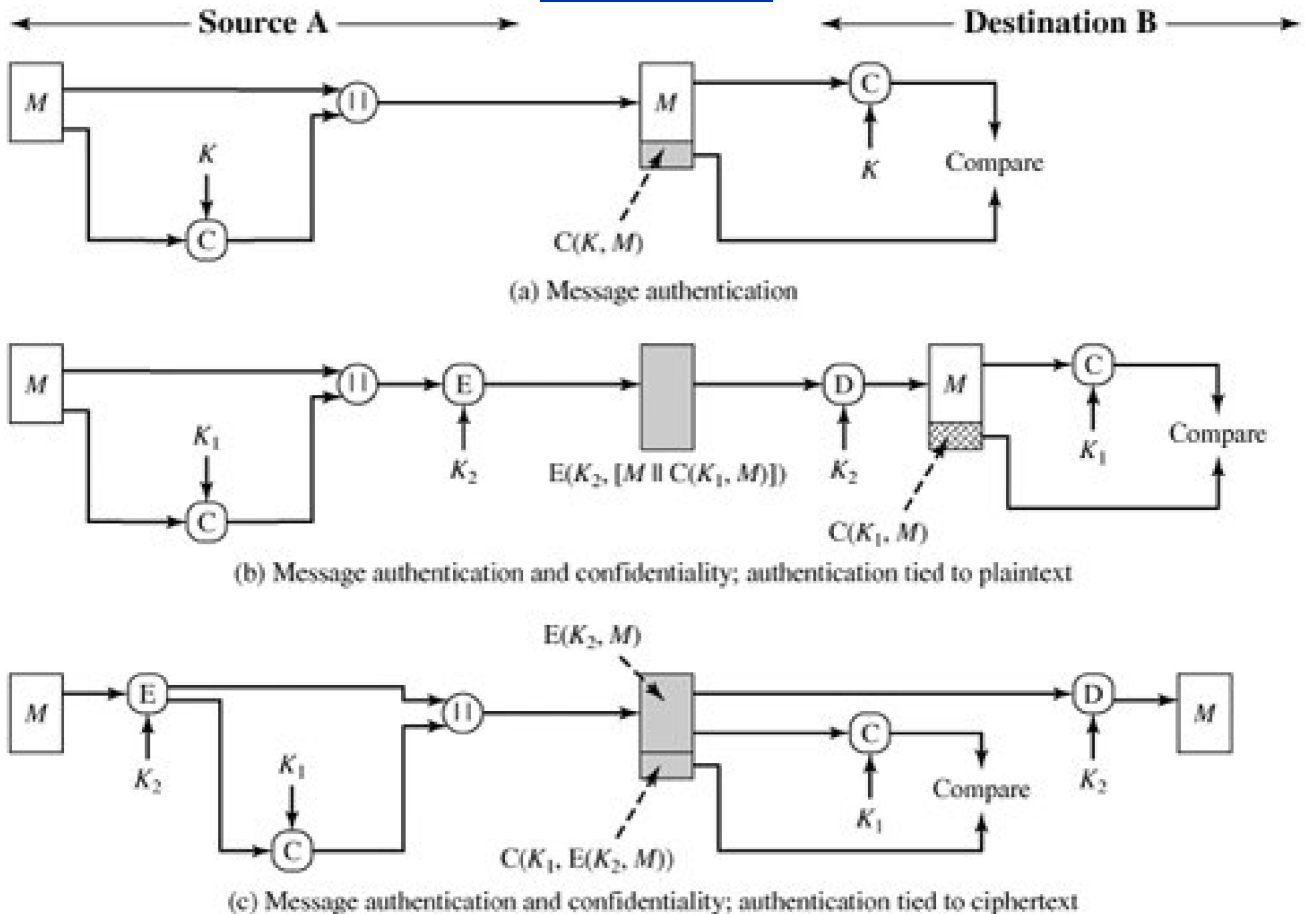 Source A
Destination B
M
||
M
C
K
K
Compare
C
C(K, M)
(a) Message authentication
M
||
E
D
M
C
K1
K2
E(K2, [M || C(K1, M)])
K2
K1
Compare
C
C(K1, M)
(b) Message authentication and confidentiality; authentication tied to plaintext
E(K2, M)
M
E
||
D
M
C
K2
K1
K1
Compare
K2
C
C(K1, E(K2, M))
(c) Message authentication and confidentiality; authentication tied to ciphertext